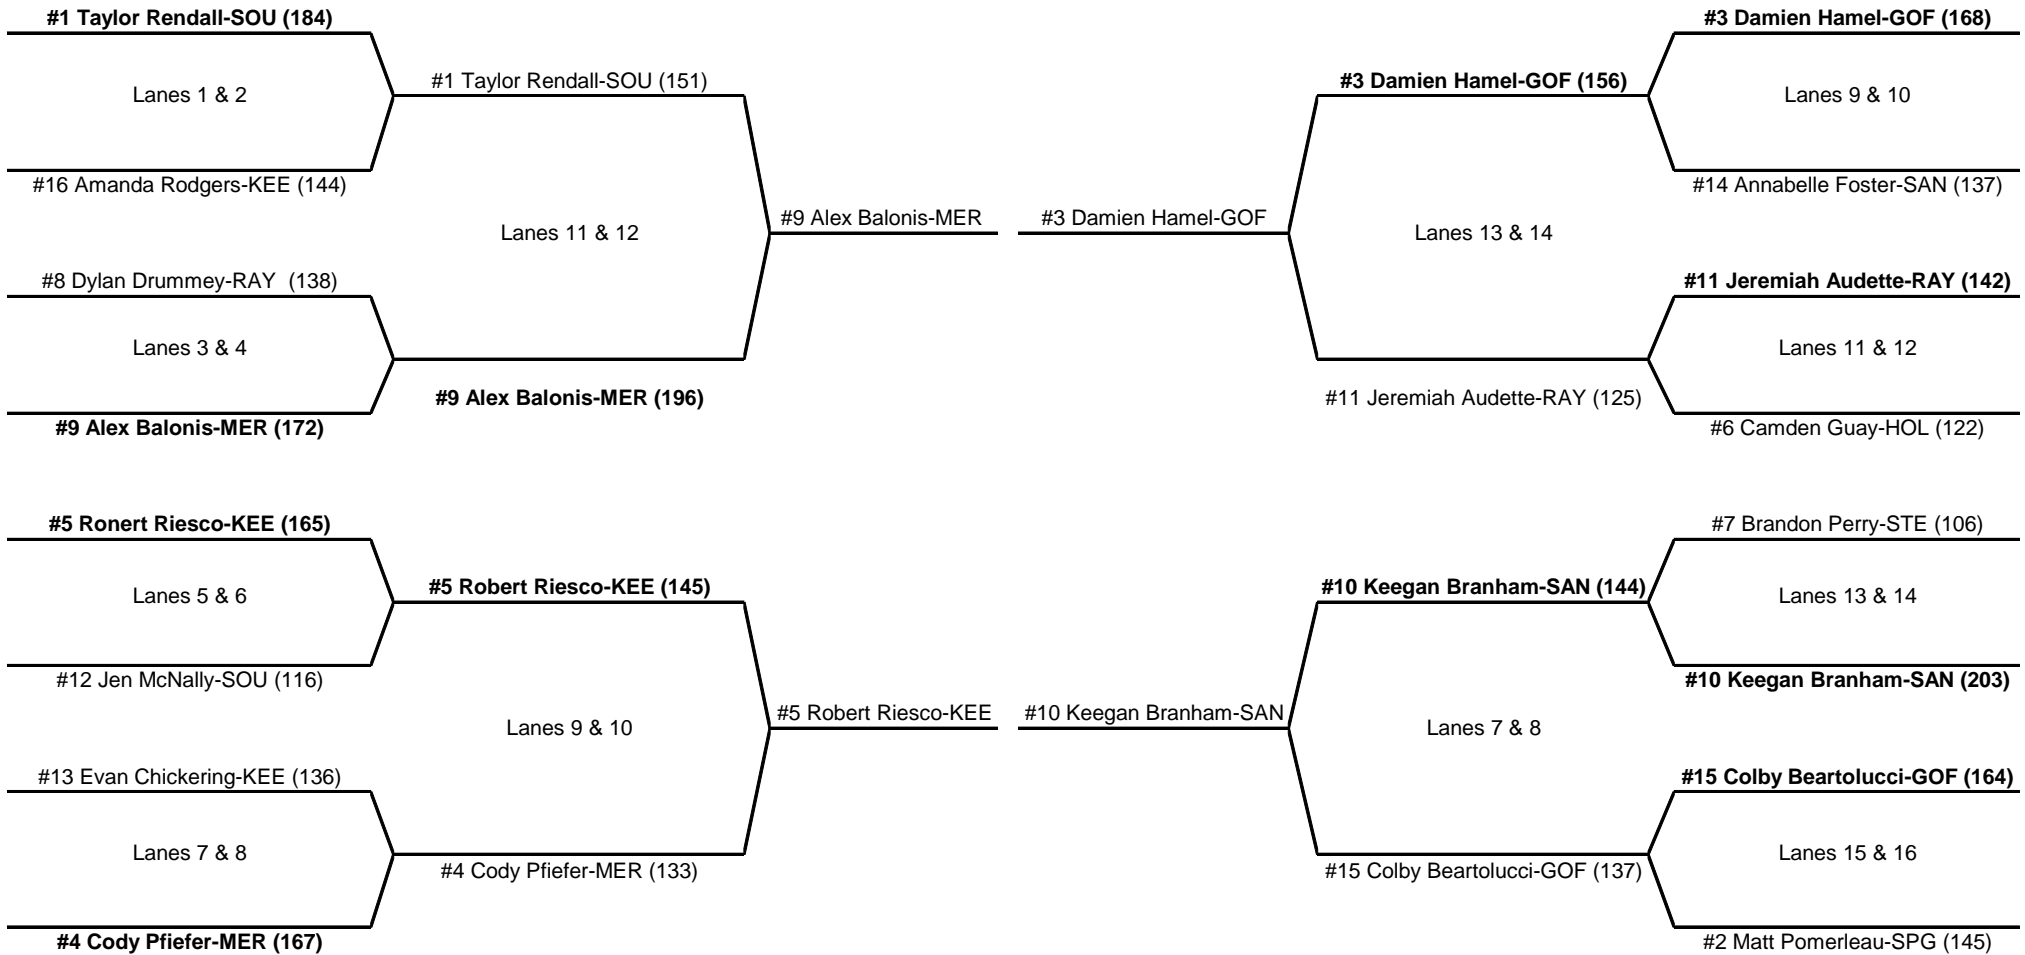 #1 Taylor Rendall-SOU (184)
Lanes 1 & 2
#16 Amanda Rodgers-KEE (144)
#8 Dylan Drummey-RAY  (138)
Lanes 3 & 4
#9 Alex Balonis-MER (172)
#5 Ronert Riesco-KEE (165)
Lanes 5 & 6
#12 Jen McNally-SOU (116)
#13 Evan Chickering-KEE (136)
Lanes 7 & 8
#4 Cody Pfiefer-MER (167)
#1 Taylor Rendall-SOU (151)
Lanes 11 & 12
#9 Alex Balonis-MER (196)
#5 Robert Riesco-KEE (145)
Lanes 9 & 10
#4 Cody Pfiefer-MER (133)
#9 Alex Balonis-MER
#5 Robert Riesco-KEE
#3 Damien Hamel-GOF
#10 Keegan Branham-SAN
#3 Damien Hamel-GOF (156)
Lanes 13 & 14
#11 Jeremiah Audette-RAY (125)
#10 Keegan Branham-SAN (144)
Lanes 7 & 8
#15 Colby Beartolucci-GOF (137)
#3 Damien Hamel-GOF (168)
Lanes 9 & 10
#14 Annabelle Foster-SAN (137)
#11 Jeremiah Audette-RAY (142)
Lanes 11 & 12
#6 Camden Guay-HOL (122)
#7 Brandon Perry-STE (106)
Lanes 13 & 14
#10 Keegan Branham-SAN (203)
#15 Colby Beartolucci-GOF (164)
Lanes 15 & 16
#2 Matt Pomerleau-SPG (145)